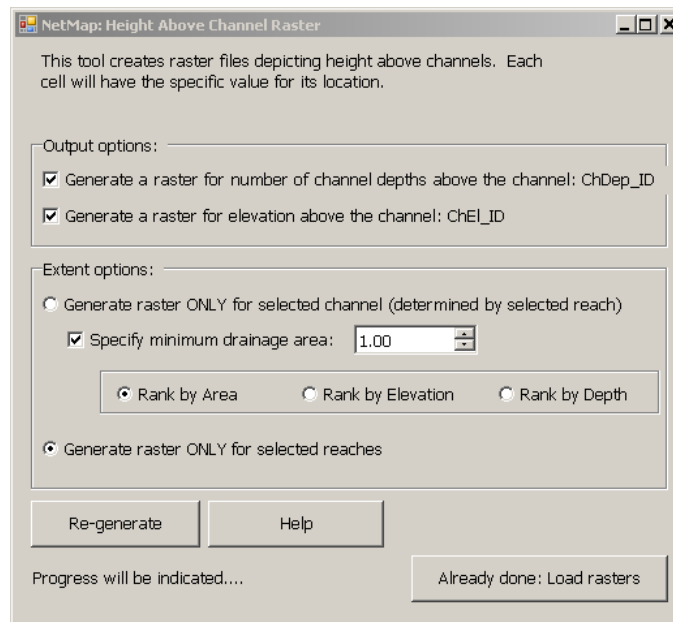 NetMap: Height Above Channel Raster
This tool creates raster files depicting height above channels.  Each
cell will have the specific value for its location.
Output options:
Generate a raster for number of channel depths above the channel: ChDep_ID
Generate a raster for elevation above the channel: ChEl_ID
Extent options:
Generate raster ONLY for selected channel (determined by selected reach)
Specify minimum drainage area: 1.00
Rank by Area Rank by Elevation Rank by Depth
Generate raster ONLY for selected reaches
Re-generate Help
Progress will be indicated.... Already done: Load rasters